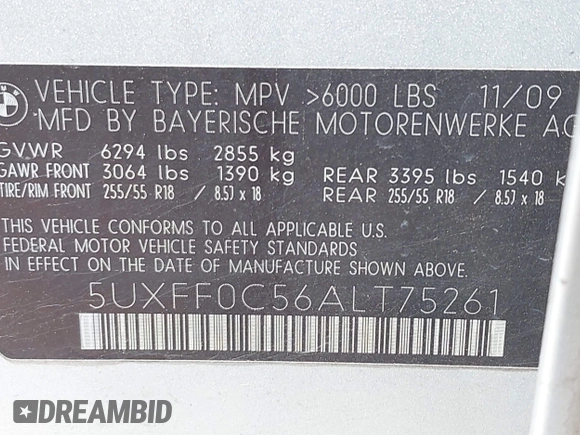 VEHICLE TYPE: MPV >6000 LBS 11/09
MFD BY BAYERISCHE MOTORENWERKE AG
GVWR 6294 lbs 2855 kg
GAWR FRONT 3064 lbs 1390 kg REAR 3395 lbs 1540 k
TIRE/RIM FRONT 255/55 R18 / 8.5J x 18 REAR 255/55 R18 / 8.5J x 18
THIS VEHICLE CONFORMS TO ALL APPLICABLE U.S.
FEDERAL MOTOR VEHICLE SAFETY STANDARDS
IN EFFECT ON THE DATE OF MANUFACTURE SHOWN ABOVE.
5UXFF0C56ALT75261
DREAMBID